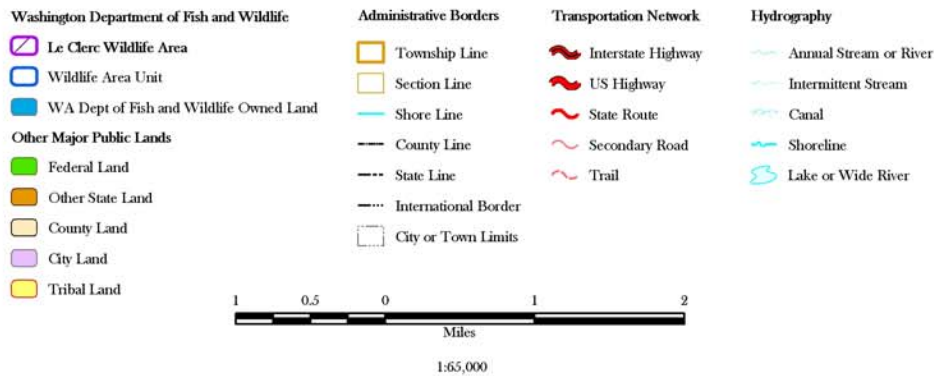 Washington Department of Fish and Wildlife
Le Clerc Wildlife Area
Wildlife Area Unit
WA Dept of Fish and Wildlife Owned Land
Other Major Public Lands
Federal Land
Other State Land
County Land
City Land
Tribal Land
Administrative Borders
Township Line
Section Line
Shore Line
County Line
State Line
International Border
City or Town Limits
Transportation Network
Interstate Highway
US Highway
State Route
Secondary Road
Trail
Hydrography
Annual Stream or River
Intermittent Stream
Canal
Shoreline
Lake or Wide River
1 0.5 0 1 2
Miles
1:65,000